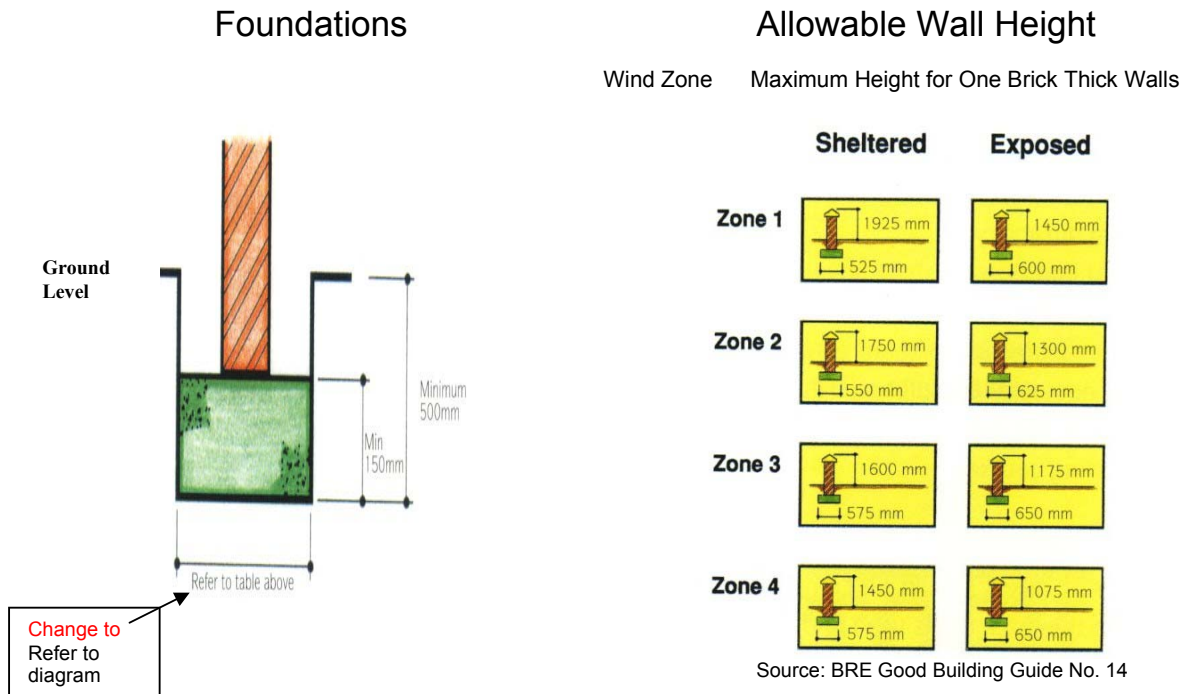 Foundations
Ground
Level
Minimum
500mm
Min
150mm
Refer to table above
Change to
Refer to
diagram
Allowable Wall Height
Wind Zone Maximum Height for One Brick Thick Walls
Sheltered Exposed
Zone 1
1925 mm
525 mm
1450 mm
600 mm
Zone 2
1750 mm
550 mm
1300 mm
625 mm
Zone 3
1600 mm
575 mm
1175 mm
650 mm
Zone 4
1450 mm
575 mm
1075 mm
650 mm
Source: BRE Good Building Guide No. 14